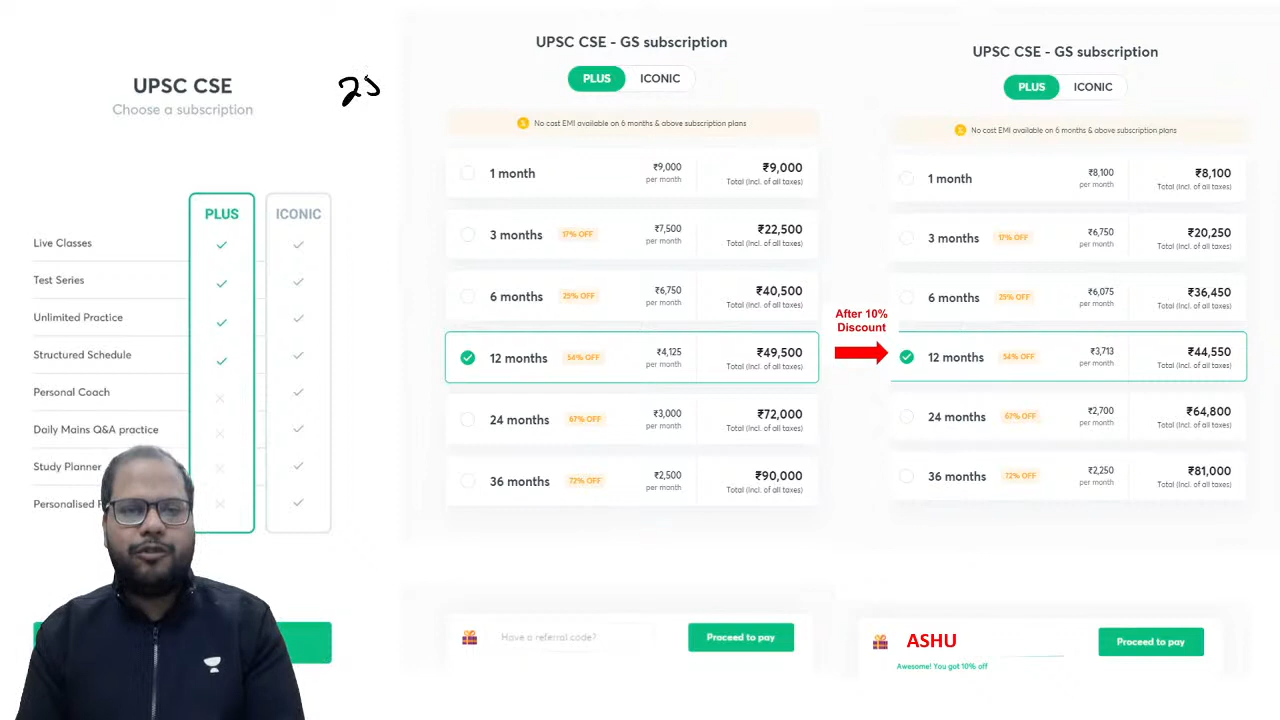 UPSC CSE
Choose a subscription
25
PLUS
ICONIC
Live Classes
Test Series
Unlimited Practice
Structured Schedule
Personal Coach
Daily Mains Q&A practice
Study Planner
Personalised
UPSC CSE - GS subscription
PLUS
ICONIC
No cost EMI available on 6 months & above subscription plans
1 month ₹9,000 ₹9,000
per month Total (Incl. of all taxes)
3 months 17% OFF ₹7,500 ₹22,500
per month Total (Incl. of all taxes)
6 months 25% OFF ₹6,750 ₹40,500
per month Total (Incl. of all taxes)
12 months 54% OFF ₹4,125 ₹49,500
per month Total (Incl. of all taxes)
24 months 67% OFF ₹3,000 ₹72,000
per month Total (Incl. of all taxes)
36 months 72% OFF ₹2,500 ₹90,000
per month Total (Incl. of all taxes)
Have a referral code?
Proceed to pay
After 10%
Discount
UPSC CSE - GS subscription
PLUS
ICONIC
No cost EMI available on 6 months & above subscription plans
1 month ₹8,100 ₹8,100
per month Total (Incl. of all taxes)
3 months 17% OFF ₹6,750 ₹20,250
per month Total (Incl. of all taxes)
6 months 25% OFF ₹6,075 ₹36,450
per month Total (Incl. of all taxes)
12 months 54% OFF ₹3,713 ₹44,550
per month Total (Incl. of all taxes)
24 months 67% OFF ₹2,700 ₹64,800
per month Total (Incl. of all taxes)
36 months 72% OFF ₹2,250 ₹81,000
per month Total (Incl. of all taxes)
ASHU
Proceed to pay
Awesome! You got 10% off